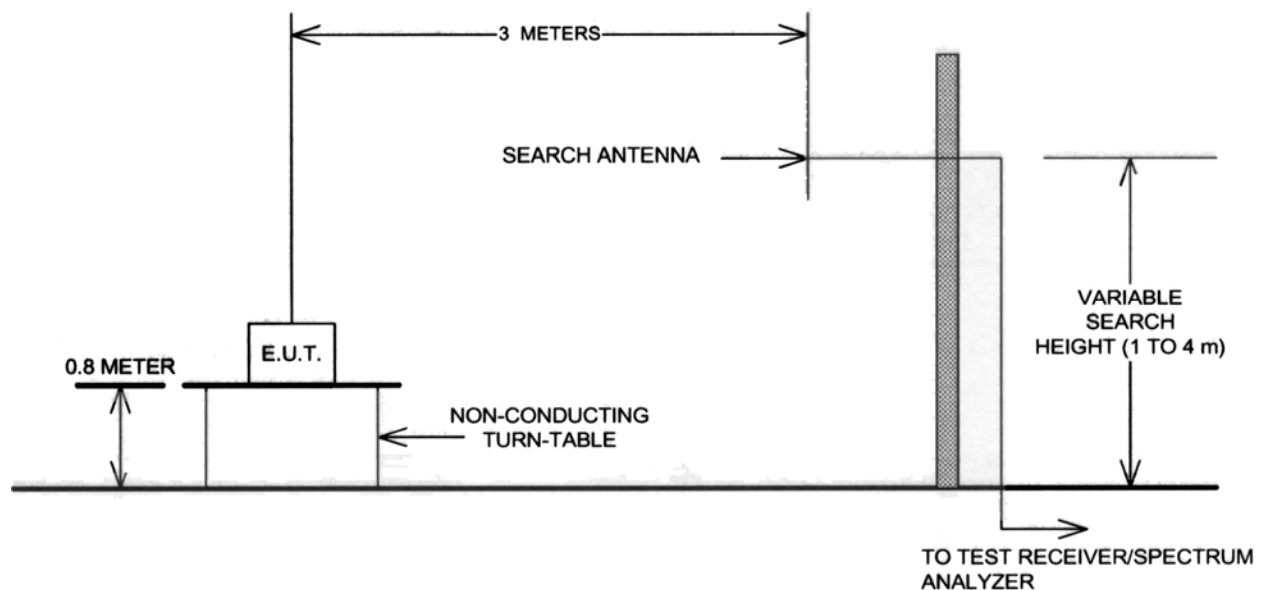 3 METERS
SEARCH ANTENNA
E.U.T.
0.8 METER
NON-CONDUCTING
TURN-TABLE
VARIABLE
SEARCH
HEIGHT (1 TO 4 m)
TO TEST RECEIVER/SPECTRUM
ANALYZER